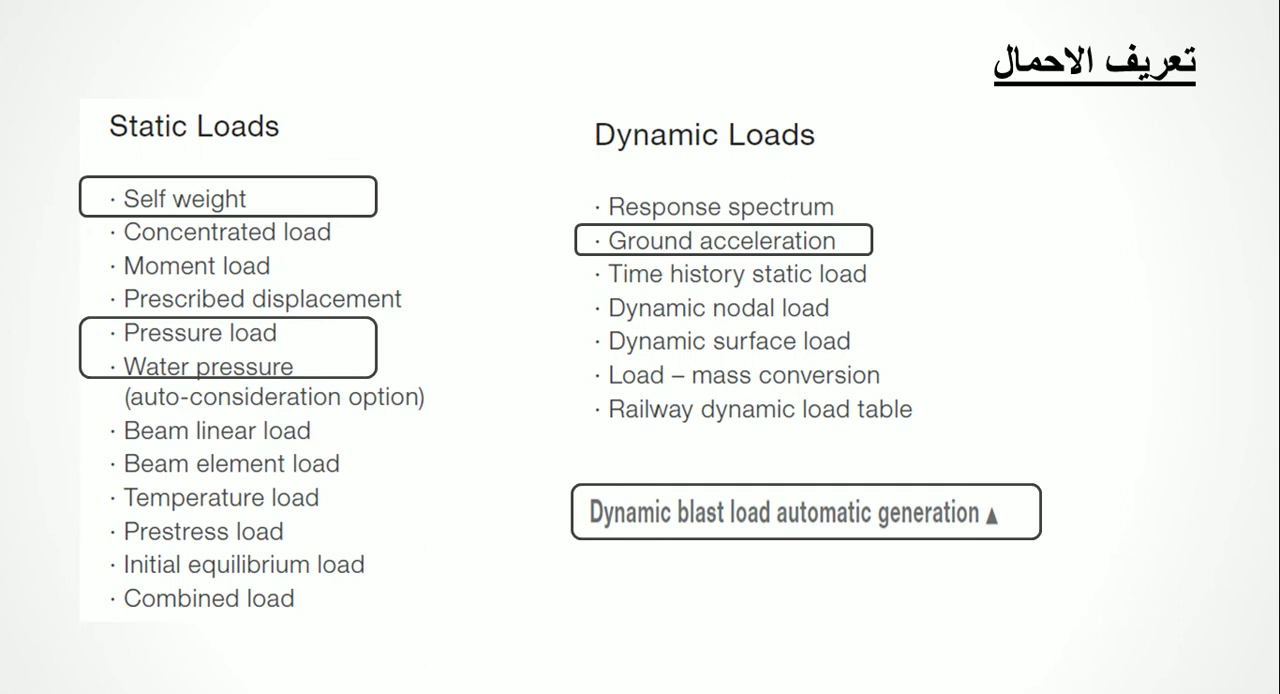 تعريف الاحمال
Static Loads
· Self weight
· Concentrated load
· Moment load
· Prescribed displacement
· Pressure load
· Water pressure
(auto-consideration option)
· Beam linear load
· Beam element load
· Temperature load
· Prestress load
· Initial equilibrium load
· Combined load
Dynamic Loads
· Response spectrum
· Ground acceleration
· Time history static load
· Dynamic nodal load
· Dynamic surface load
· Load – mass conversion
· Railway dynamic load table
Dynamic blast load automatic generation ▲